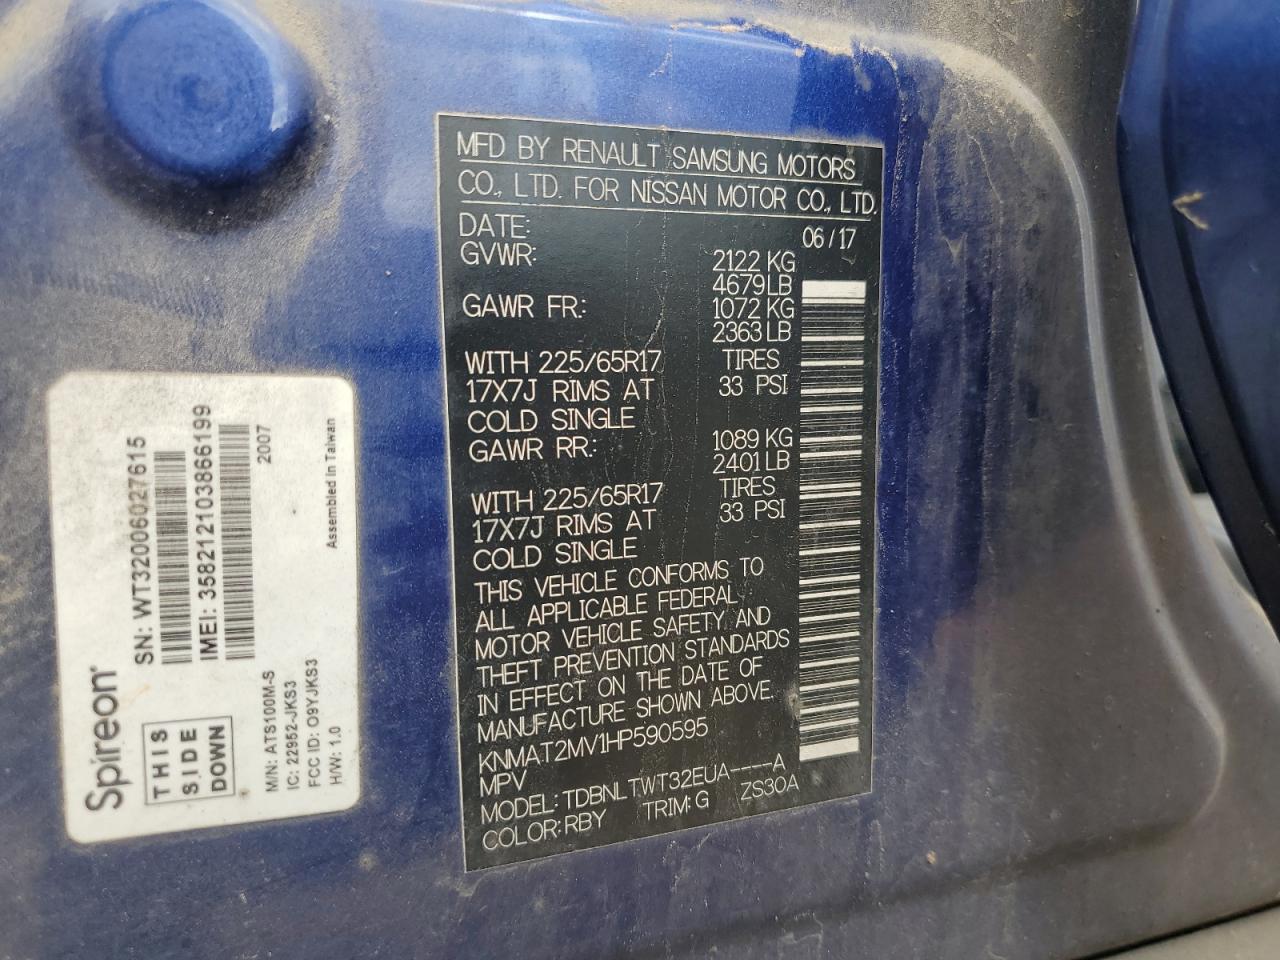 MFD BY RENAULT SAMSUNG MOTORS
CO., LTD. FOR NISSAN MOTOR CO., LTD.
DATE: 06/17
GVWR: 2122 KG
4679 LB
GAWR FR: 1072 KG
2363 LB
WITH 225/65R17 TIRES
17X7J RIMS AT 33 PSI
COLD SINGLE
GAWR RR: 1089 KG
2401 LB
WITH 225/65R17 TIRES
17X7J RIMS AT 33 PSI
COLD SINGLE
THIS VEHICLE CONFORMS TO
ALL APPLICABLE FEDERAL
MOTOR VEHICLE SAFETY AND
THEFT PREVENTION STANDARDS
IN EFFECT ON THE DATE OF
MANUFACTURE SHOWN ABOVE.
KNMAT2MV1HP590595
MPV
MODEL: TDBNLTWT32EUA----A
COLOR: RBY TRIM: G ZS30A
Spireon
THIS
SIDE
DOWN
SN: WT320060027615
IMEI: 358212103866199
2007
M/N: ATS100M-S
IC: 22952-JKS3
FCC ID: O9YJKS3
H/W: 1.0
Assembled in Taiwan